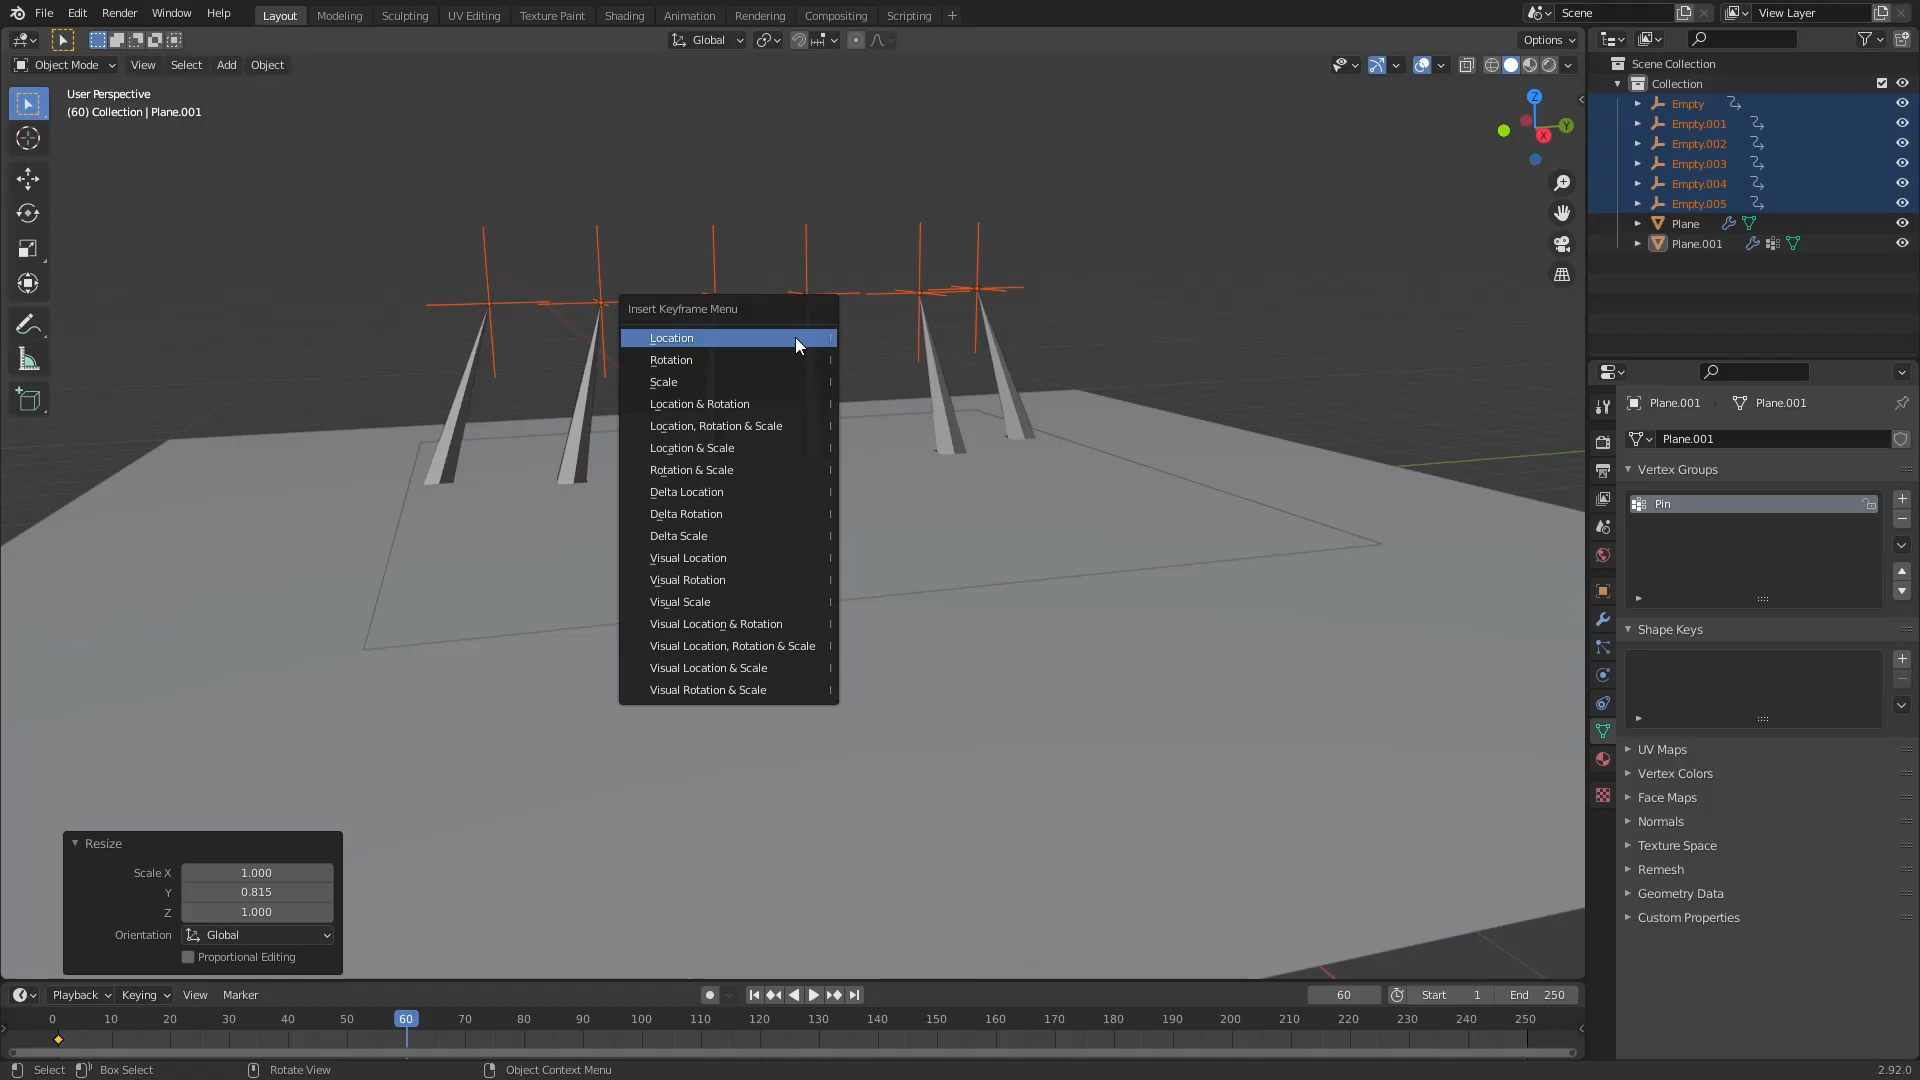 File Edit Render Window Help Layout Modeling Sculpting UV Editing Texture Paint Shading Animation Rendering Compositing Scripting + Scene View Layer
Global Options
Object Mode View Select Add Object
User Perspective
(60) Collection | Plane.001
Z
Y
X
Scene Collection
Collection
Empty
Empty.001
Empty.002
Empty.003
Empty.004
Empty.005
Plane
Plane.001
Insert Keyframe Menu
Location I
Rotation I
Scale I
Location & Rotation I
Location, Rotation & Scale I
Location & Scale I
Rotation & Scale I
Delta Location I
Delta Rotation I
Delta Scale I
Visual Location I
Visual Rotation I
Visual Scale I
Visual Location & Rotation I
Visual Location, Rotation & Scale I
Visual Location & Scale I
Visual Rotation & Scale I
Plane.001 Plane.001
Plane.001
Vertex Groups
Pin
Shape Keys
UV Maps
Vertex Colors
Face Maps
Normals
Texture Space
Remesh
Geometry Data
Custom Properties
Resize
Scale X 1.000
Y 0.815
Z 1.000
Orientation Global
Proportional Editing
Playback Keying View Marker 60 Start 1 End 250
0 10 20 30 40 50 60 70 80 90 100 110 120 130 140 150 160 170 180 190 200 210 220 230 240 250
Select Box Select Rotate View Object Context Menu 2.92.0